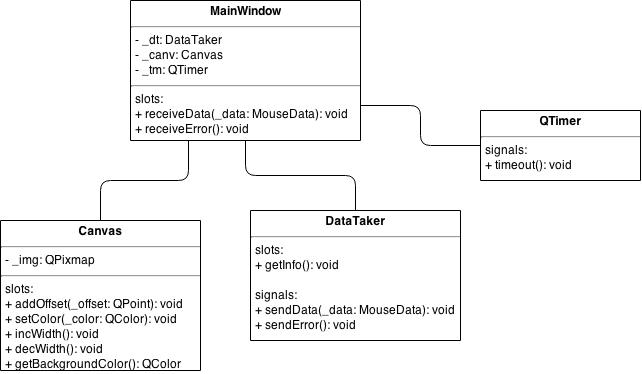 MainWindow
- _dt: DataTaker
- _canv: Canvas
- _tm: QTimer
slots:
+ receiveData(_data: MouseData): void
+ receiveError(): void
QTimer
signals:
+ timeout(): void
Canvas
- _img: QPixmap
slots:
+ addOffset(_offset: QPoint): void
+ setColor(_color: QColor): void
+ incWidth(): void
+ decWidth(): void
+ getBackgroundColor(): QColor
DataTaker
slots:
+ getInfo(): void
signals:
+ sendData(_data: MouseData): void
+ sendError(): void